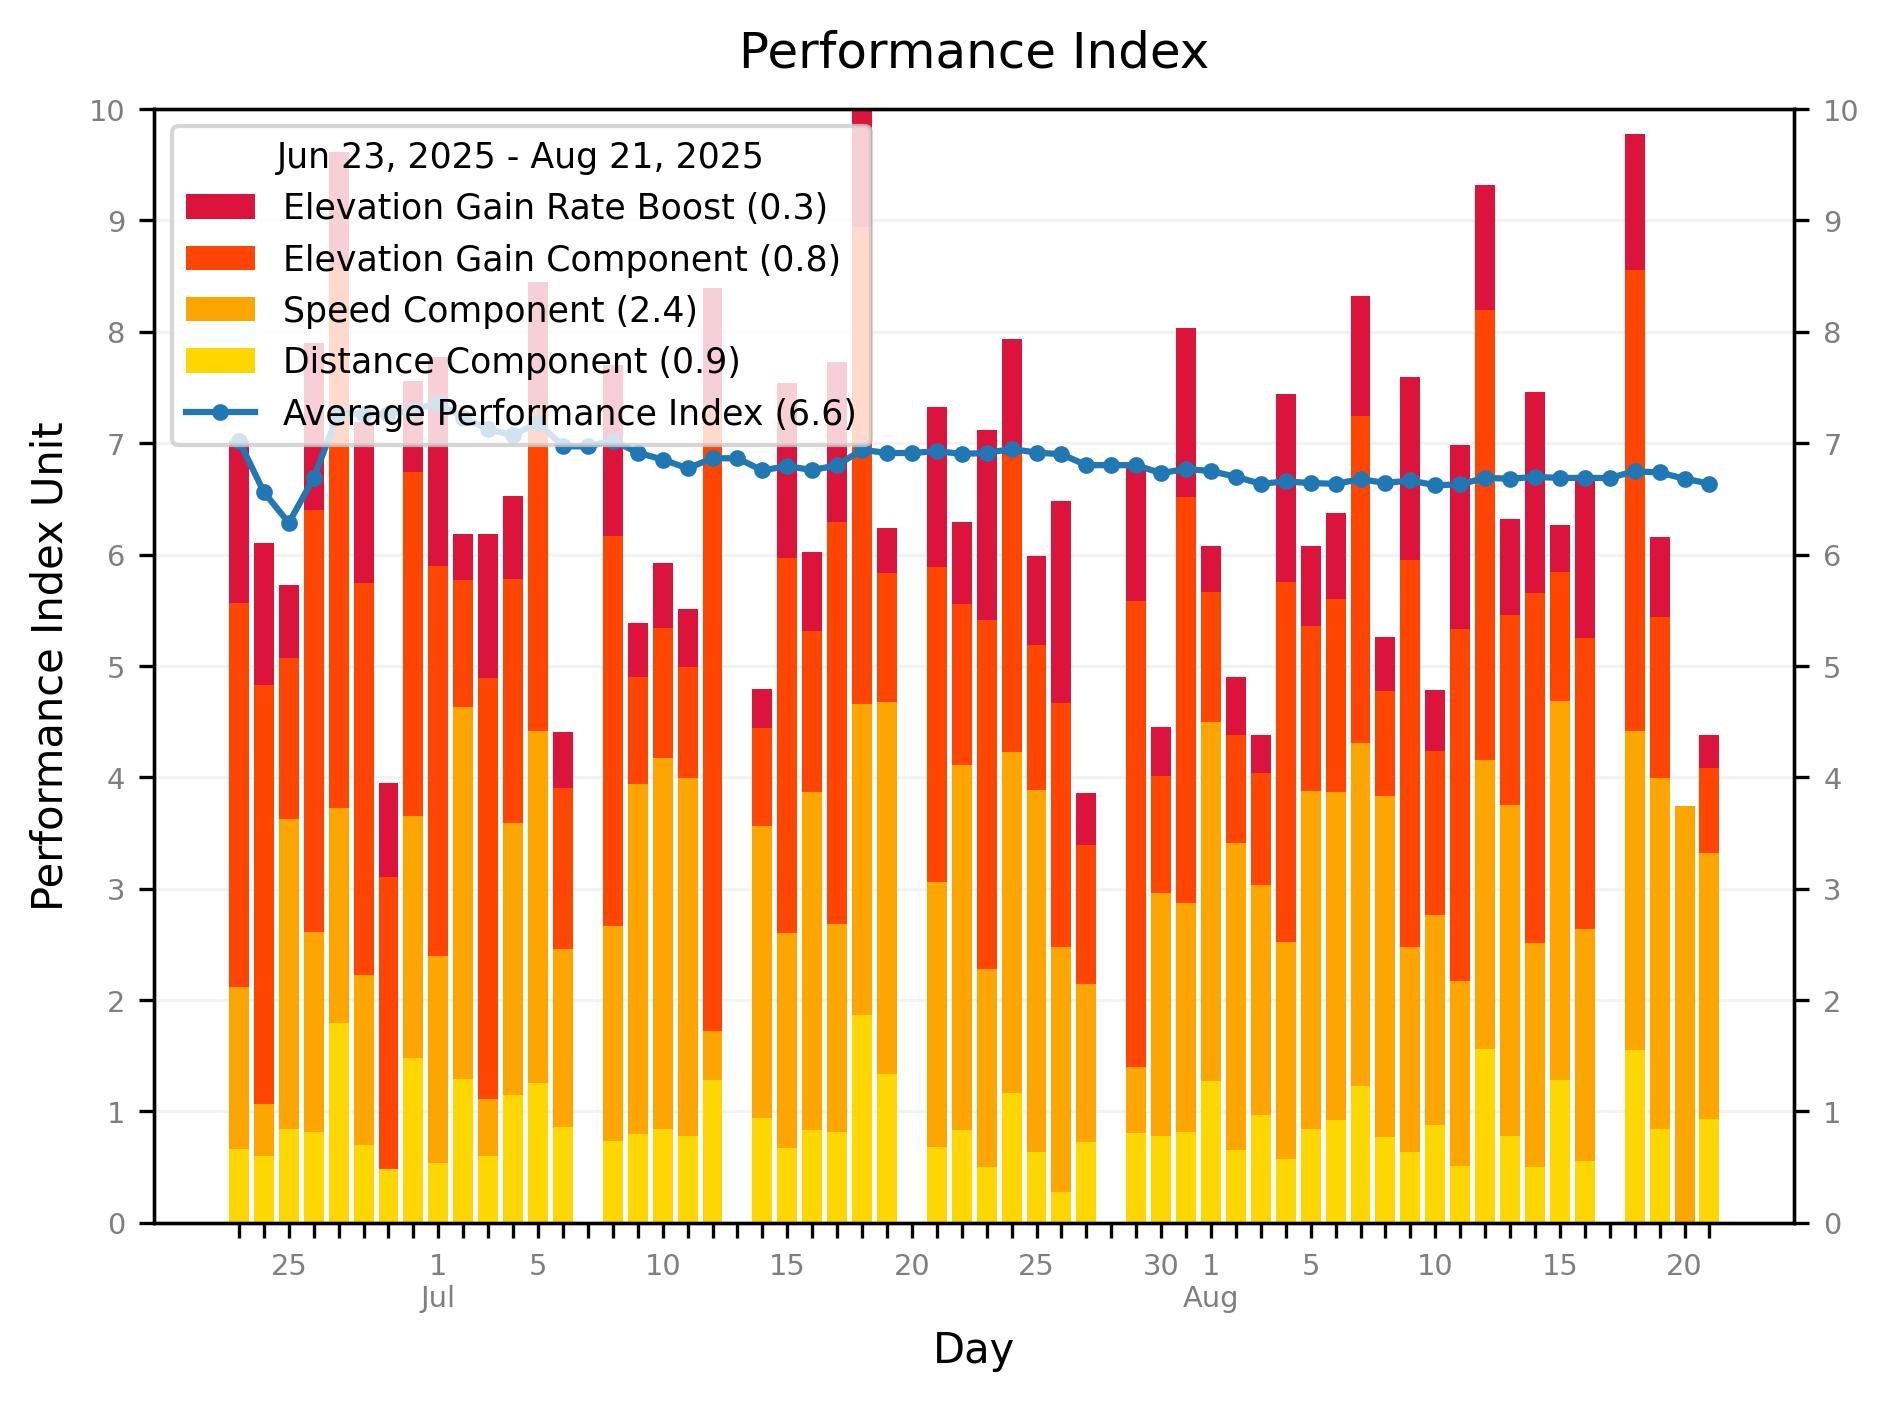 Performance Index
10 10
Jun 23, 2025 - Aug 21, 2025
Elevation Gain Rate Boost (0.3)
9 9
Elevation Gain Component (0.8)
Speed Component (2.4)
8 8
Distance Component (0.9)
Average Performance Index (6.6)
7 7
6 6
5 5
4 4
3 3
2 2
1 1
0 0
Performance Index Unit
25 1 5 10 15 20 25 30 1 5 10 15 20
Jul Aug
Day